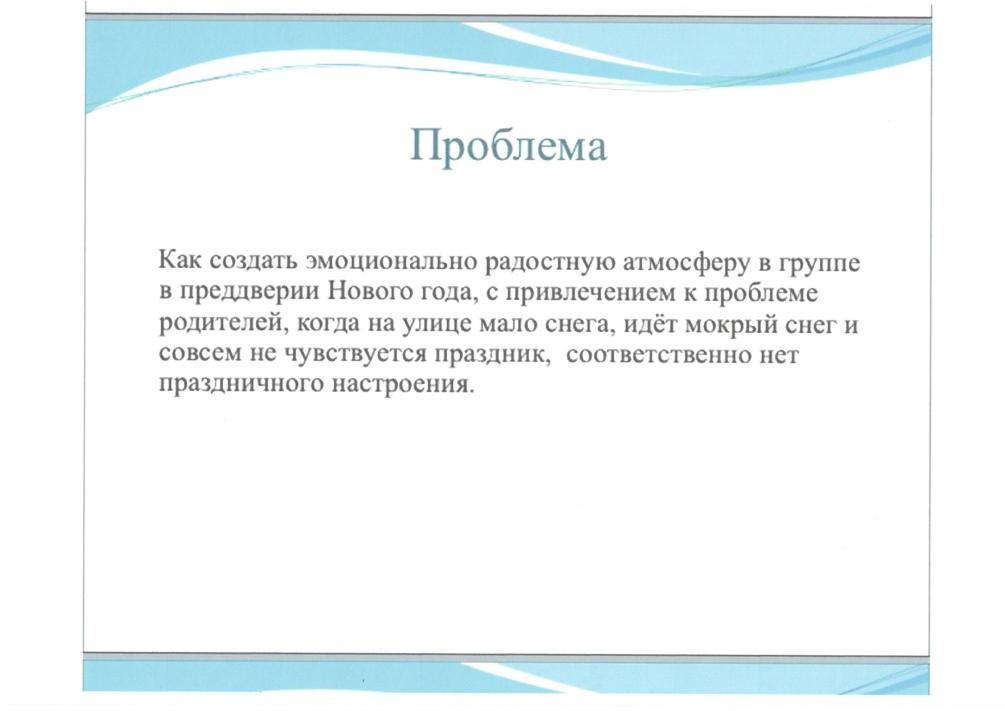 Проблема
Как создать эмоционально радостную атмосферу в группе
в преддверии Нового года, с привлечением к проблеме
родителей, когда на улице мало снега, идёт мокрый снег и
совсем не чувствуется праздник,  соответственно нет
праздничного настроения.